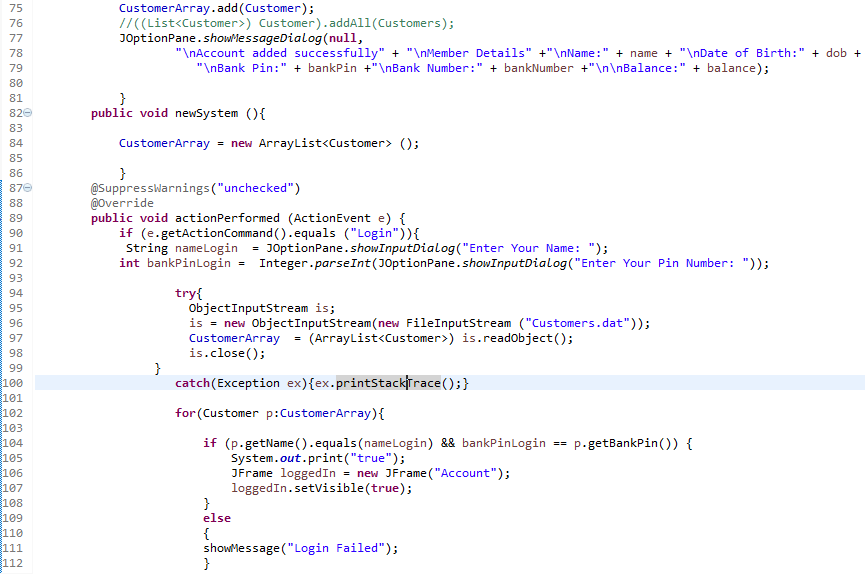 75 CustomerArray.add(Customer);
76 //((List<Customer>) Customer).addAll(Customers);
77 JOptionPane.showMessageDialog(null,
78 "\nAccount added successfully" + "\nMember Details" +"\nName:" + name + "\nDate of Birth:" + dob +
79 "\nBank Pin:" + bankPin +"\nBank Number:" + bankNumber +"\n\nBalance:" + balance);
80
81 }
82 public void newSystem (){
83
84 CustomerArray = new ArrayList<Customer> ();
85
86 }
87 @SuppressWarnings("unchecked")
88 @Override
89 public void actionPerformed (ActionEvent e) {
90 if (e.getActionCommand().equals ("Login")){
91 String nameLogin = JOptionPane.showInputDialog("Enter Your Name: ");
92 int bankPinLogin = Integer.parseInt(JOptionPane.showInputDialog("Enter Your Pin Number: "));
93
94 try{
95 ObjectInputStream is;
96 is = new ObjectInputStream(new FileInputStream ("Customers.dat"));
97 CustomerArray = (ArrayList<Customer>) is.readObject();
98 is.close();
99 }
100 catch(Exception ex){ex.printStackTrace();}
101
102 for(Customer p:CustomerArray){
103
104 if (p.getName().equals(nameLogin) && bankPinLogin == p.getBankPin()) {
105 System.out.print("true");
106 JFrame loggedIn = new JFrame("Account");
107 loggedIn.setVisible(true);
108 }
109 else
110 {
111 showMessage("Login Failed");
112 }